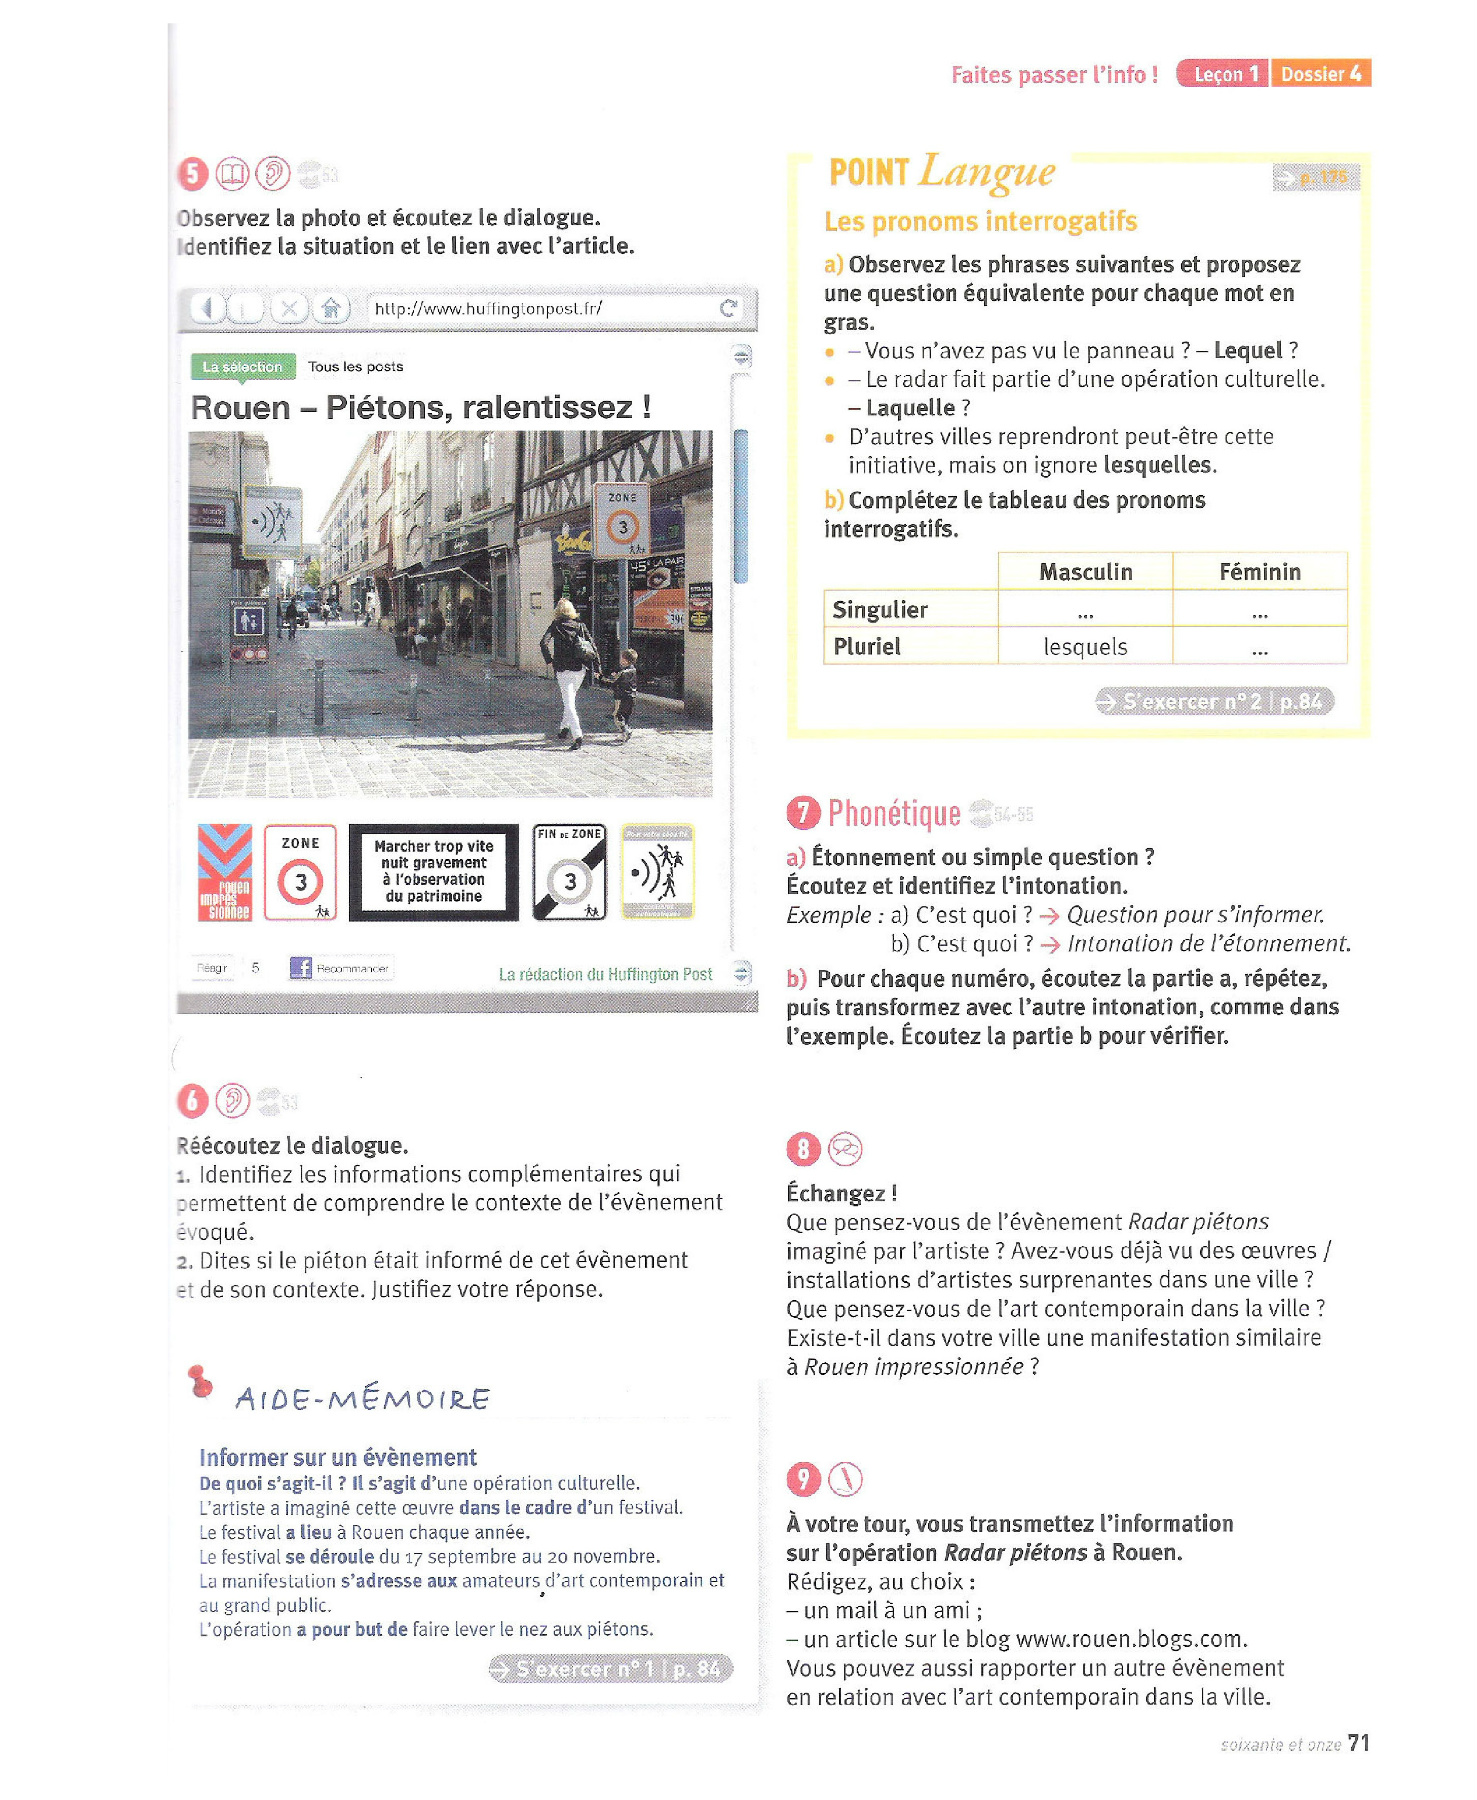 Faites passer l'info ! Leçon 1 Dossier 4
5 53
Observez la photo et écoutez le dialogue.
Identifiez la situation et le lien avec l'article.
http://www.huffingtonpost.fr/
La sélection Tous les posts
Rouen – Piétons, ralentissez !
ZONE
3
rouen
impres
sionnée
ZONE
3
Marcher trop vite
nuit gravement
à l'observation
du patrimoine
FIN DE ZONE
3
Pour votre sécurité
Réagir 5 Recommander
La rédaction du Huffington Post
6 53
Réécoutez le dialogue.
1. Identifiez les informations complémentaires qui
permettent de comprendre le contexte de l'évènement
évoqué.
2. Dites si le piéton était informé de cet évènement
et de son contexte. Justifiez votre réponse.
AIDE-MÉMOIRE
Informer sur un évènement
De quoi s'agit-il ? Il s'agit d'une opération culturelle.
L'artiste a imaginé cette œuvre dans le cadre d'un festival.
Le festival a lieu à Rouen chaque année.
Le festival se déroule du 17 septembre au 20 novembre.
La manifestation s'adresse aux amateurs d'art contemporain et
au grand public.
L'opération a pour but de faire lever le nez aux piétons.
→ S'exercer n° 1 | p. 84
POINT Langue
→ p. 175
Les pronoms interrogatifs
a) Observez les phrases suivantes et proposez
une question équivalente pour chaque mot en
gras.
• – Vous n'avez pas vu le panneau ? – Lequel ?
• – Le radar fait partie d'une opération culturelle.
– Laquelle ?
• D'autres villes reprendront peut-être cette
initiative, mais on ignore lesquelles.
b) Complétez le tableau des pronoms
interrogatifs.
Masculin Féminin
Singulier ... ...
Pluriel lesquels ...
→ S'exercer n° 2 | p.84
7 Phonétique 54-55
a) Étonnement ou simple question ?
Écoutez et identifiez l'intonation.
Exemple : a) C'est quoi ? → Question pour s'informer.
b) C'est quoi ? → Intonation de l'étonnement.
b) Pour chaque numéro, écoutez la partie a, répétez,
puis transformez avec l'autre intonation, comme dans
l'exemple. Écoutez la partie b pour vérifier.
8
Échangez !
Que pensez-vous de l'évènement Radar piétons
imaginé par l'artiste ? Avez-vous déjà vu des œuvres /
installations d'artistes surprenantes dans une ville ?
Que pensez-vous de l'art contemporain dans la ville ?
Existe-t-il dans votre ville une manifestation similaire
à Rouen impressionnée ?
9
À votre tour, vous transmettez l'information
sur l'opération Radar piétons à Rouen.
Rédigez, au choix :
– un mail à un ami ;
– un article sur le blog www.rouen.blogs.com.
Vous pouvez aussi rapporter un autre évènement
en relation avec l'art contemporain dans la ville.
soixante et onze 71